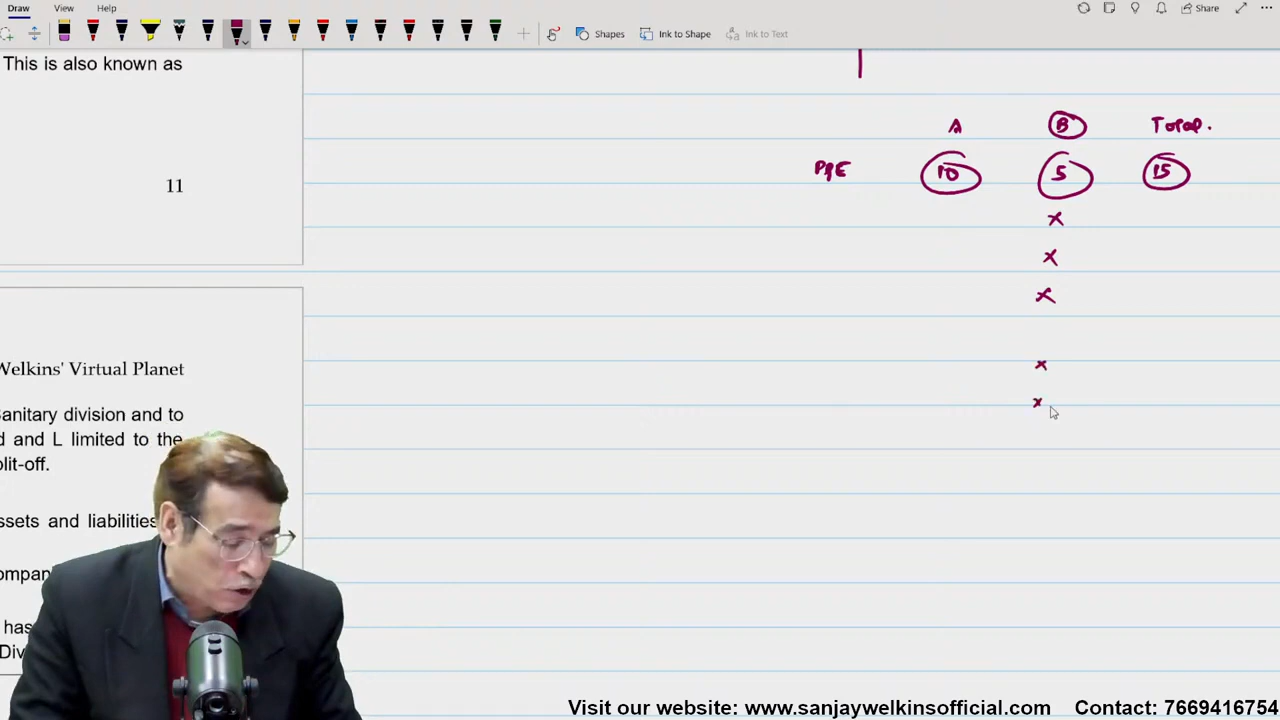 Draw View Help
Share
Shapes Ink to Shape Ink to Text
This is also known as
11
A B Total.
PPE 10 5 15
x
x
x
x
x
Welkins' Virtual Planet
Sanitary division and to
d and L limited to the
olit-off.
ssets and liabilities
ompan
has
Div
Visit our website: www.sanjaywelkinsofficial.com Contact: 7669416754